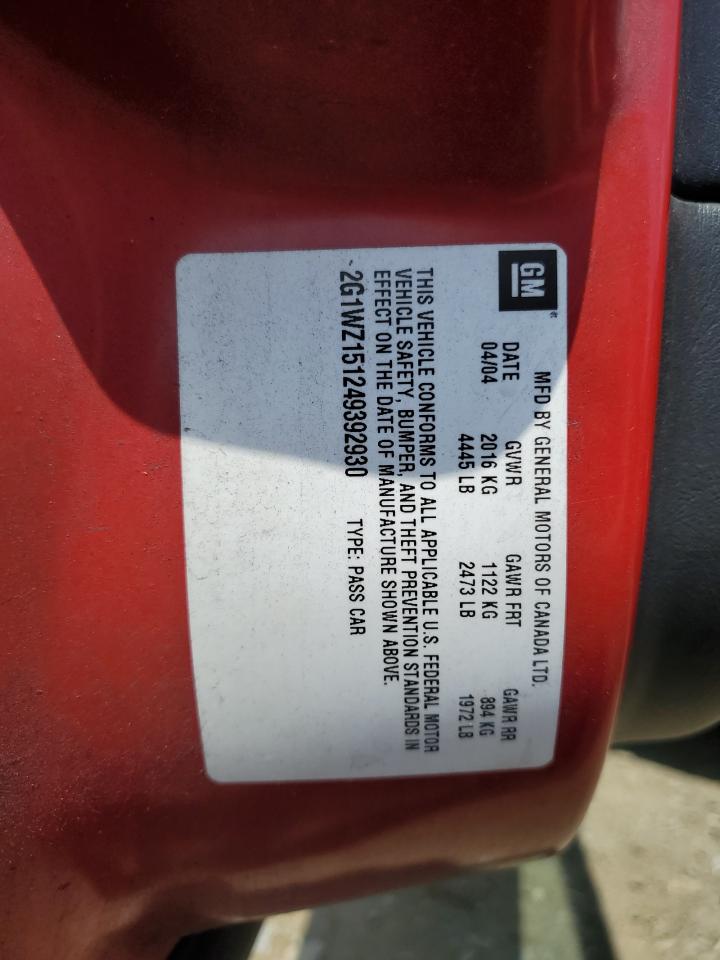 GM®
MFD BY GENERAL MOTORS OF CANADA LTD.
DATE GVWR GAWR FRT GAWR RR
04/04 2016 KG 1122 KG 894 KG
4445 LB 2473 LB 1972 LB
THIS VEHICLE CONFORMS TO ALL APPLICABLE U.S. FEDERAL MOTOR
VEHICLE SAFETY, BUMPER, AND THEFT PREVENTION STANDARDS IN
EFFECT ON THE DATE OF MANUFACTURE SHOWN ABOVE.
2G1WZ151249392930 TYPE: PASS CAR